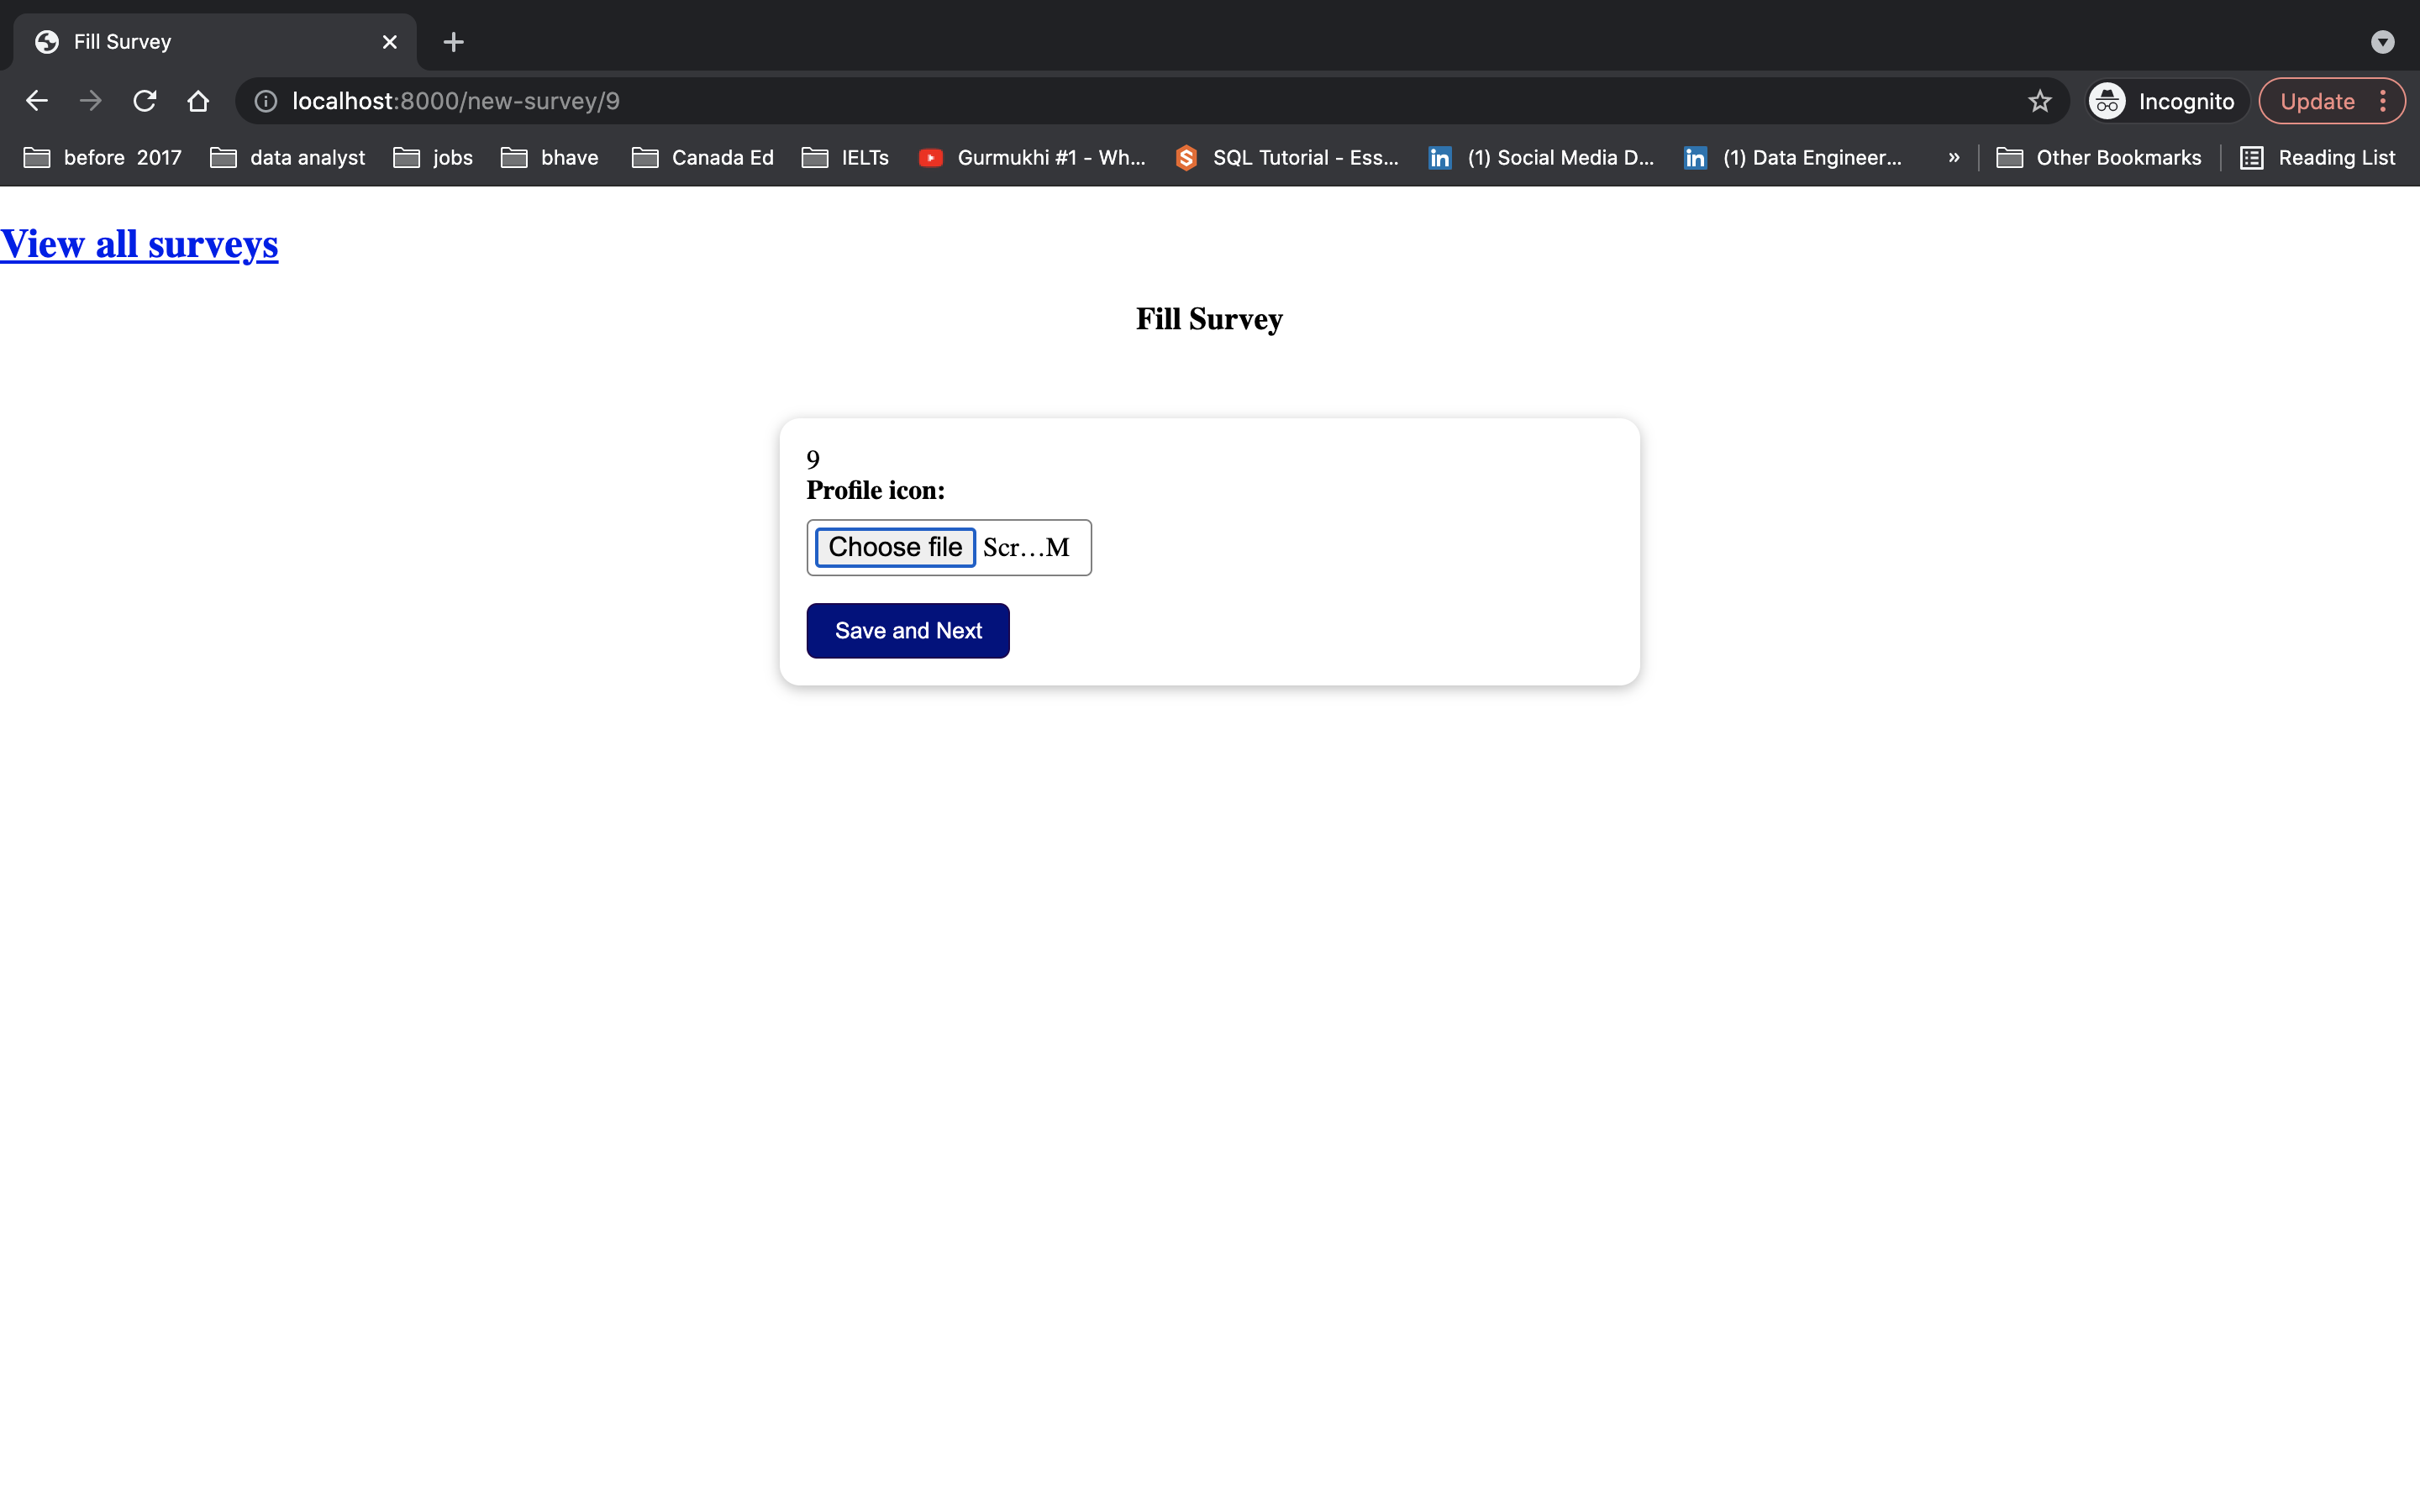 Fill Survey
localhost:8000/new-survey/9
Incognito
Update
before 2017
data analyst
jobs
bhave
Canada Ed
IELTs
Gurmukhi #1 - Wh...
SQL Tutorial - Ess...
(1) Social Media D...
(1) Data Engineer...
»
Other Bookmarks
Reading List
View all surveys
Fill Survey
9
Profile icon:
Choose file Scr...M
Save and Next